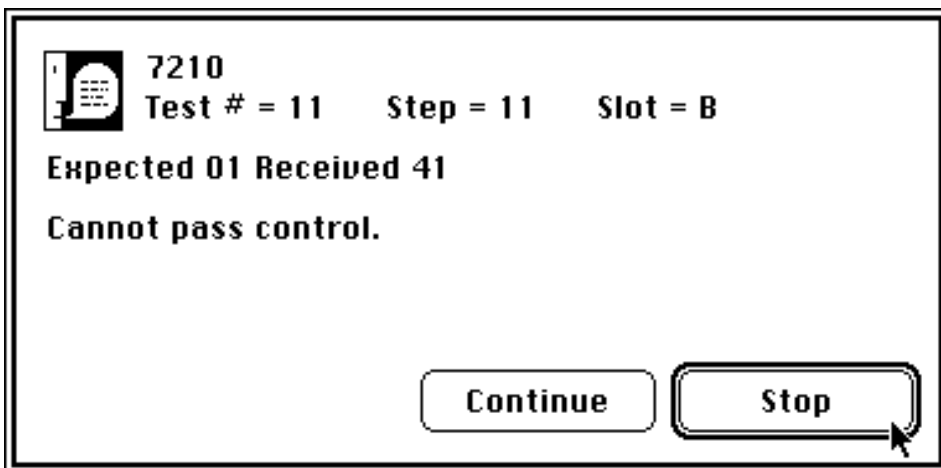 7210
Test # = 11 Step = 11 Slot = B
Expected 01 Received 41
Cannot pass control.
Continue Stop